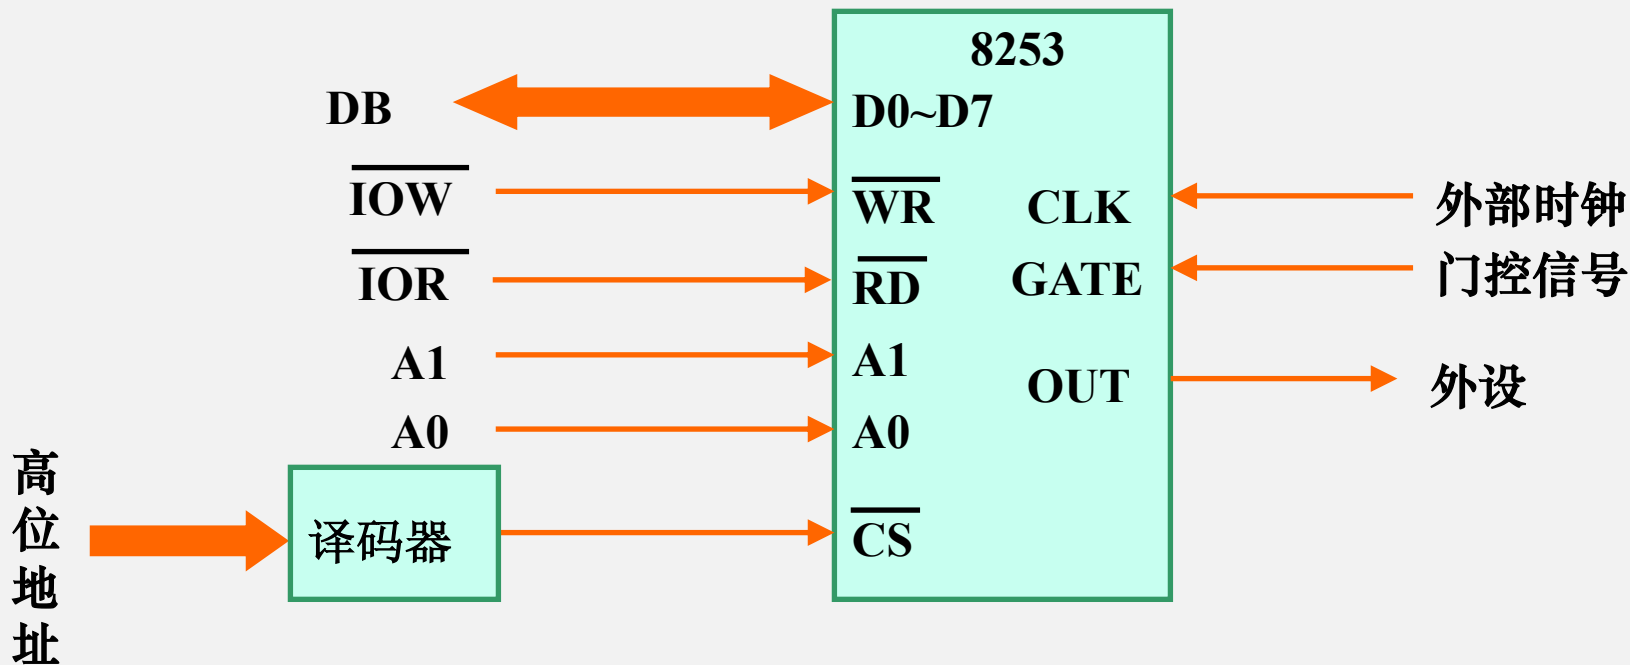 8253
DB
D0~D7
IOW
WR
CLK
外部时钟
IOR
RD
GATE
门控信号
A1
A1
OUT
外设
A0
A0
高位地址
译码器
CS